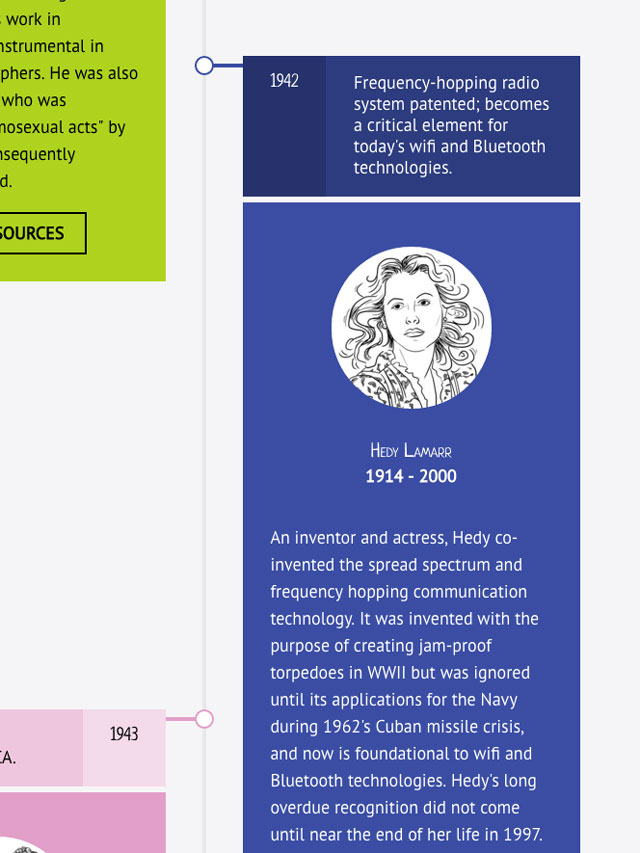 s work in
nstrumental in
phers. He was also
who was
mosexual acts" by
nsequently
d.
SOURCES
1942
Frequency-hopping radio
system patented; becomes
a critical element for
today's wifi and Bluetooth
technologies.
Hedy Lamarr
1914 - 2000
An inventor and actress, Hedy co-
invented the spread spectrum and
frequency hopping communication
technology. It was invented with the
purpose of creating jam-proof
torpedoes in WWII but was ignored
until its applications for the Navy
during 1962's Cuban missile crisis,
and now is foundational to wifi and
Bluetooth technologies. Hedy's long
overdue recognition did not come
until near the end of her life in 1997.
1943
CA.